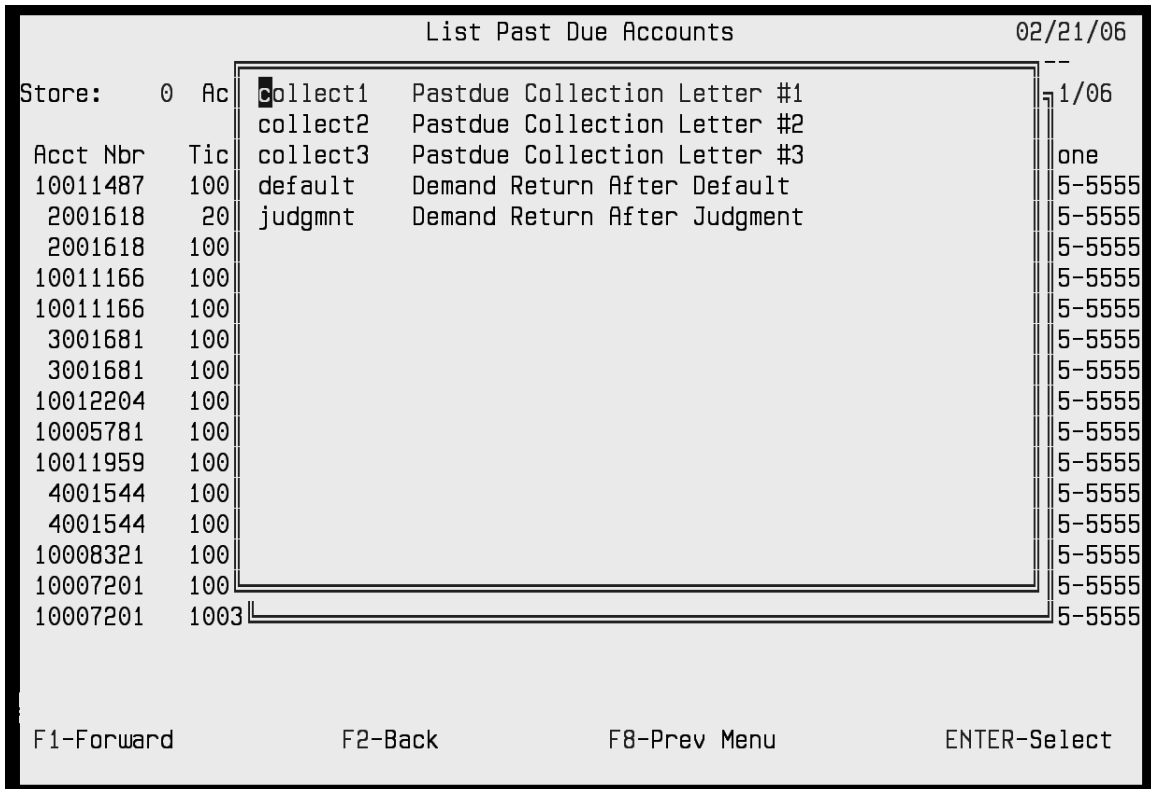 List Past Due Accounts 02/21/06
--
Store: 0 Ac collect1 Pastdue Collection Letter #1 1/06
collect2 Pastdue Collection Letter #2
Acct Nbr Tic collect3 Pastdue Collection Letter #3 one
10011487 100 default Demand Return After Default 5-5555
2001618 20 judgmnt Demand Return After Judgment 5-5555
2001618 100 5-5555
10011166 100 5-5555
10011166 100 5-5555
3001681 100 5-5555
3001681 100 5-5555
10012204 100 5-5555
10005781 100 5-5555
10011959 100 5-5555
4001544 100 5-5555
4001544 100 5-5555
10008321 100 5-5555
10007201 100 5-5555
10007201 1003 5-5555
F1-Forward F2-Back F8-Prev Menu ENTER-Select